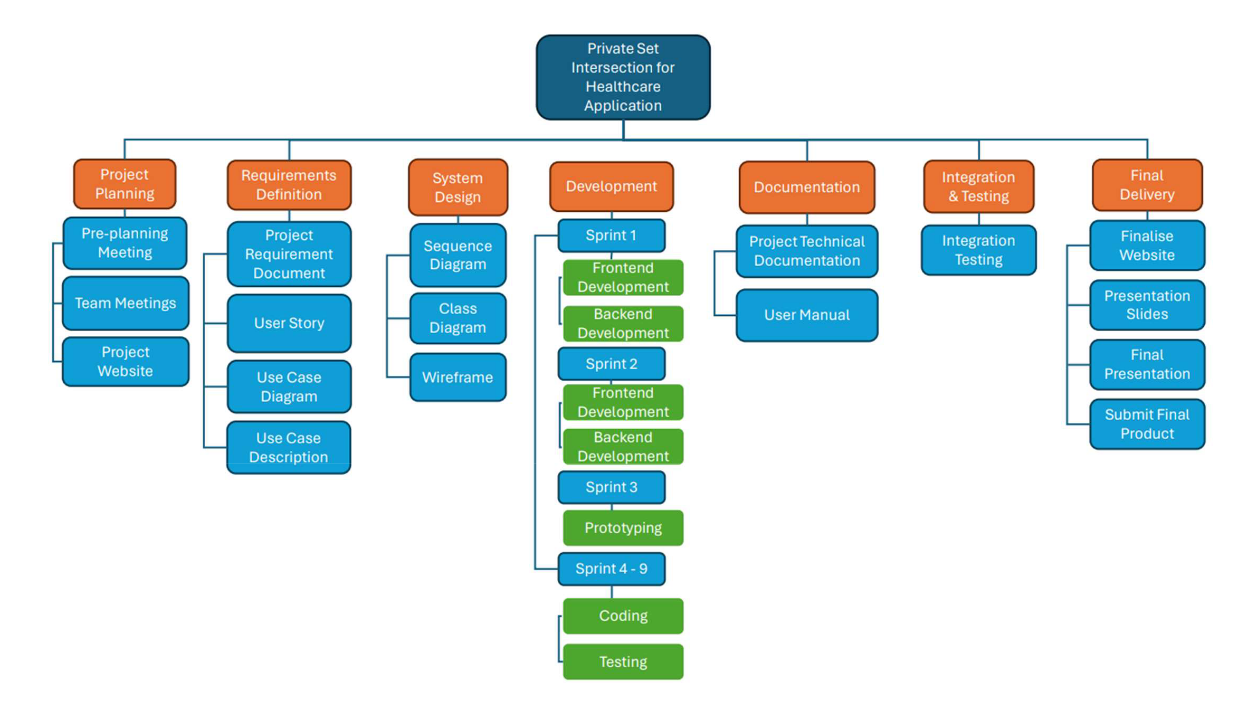 Private Set
Intersection for
Healthcare
Application
Project
Planning
Pre-planning
Meeting
Team Meetings
Project
Website
Requirements
Definition
Project
Requirement
Document
User Story
Use Case
Diagram
Use Case
Description
System
Design
Sequence
Diagram
Class
Diagram
Wireframe
Development
Sprint 1
Frontend
Development
Backend
Development
Sprint 2
Frontend
Development
Backend
Development
Sprint 3
Prototyping
Sprint 4 - 9
Coding
Testing
Documentation
Project Technical
Documentation
User Manual
Integration
& Testing
Integration
Testing
Final
Delivery
Finalise
Website
Presentation
Slides
Final
Presentation
Submit Final
Product